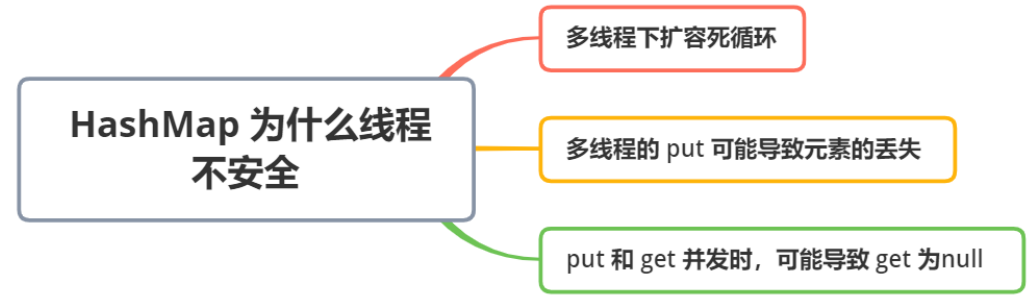 HashMap 为什么线程
不安全
多线程下扩容死循环
多线程的 put 可能导致元素的丢失
put 和 get 并发时，可能导致 get 为null